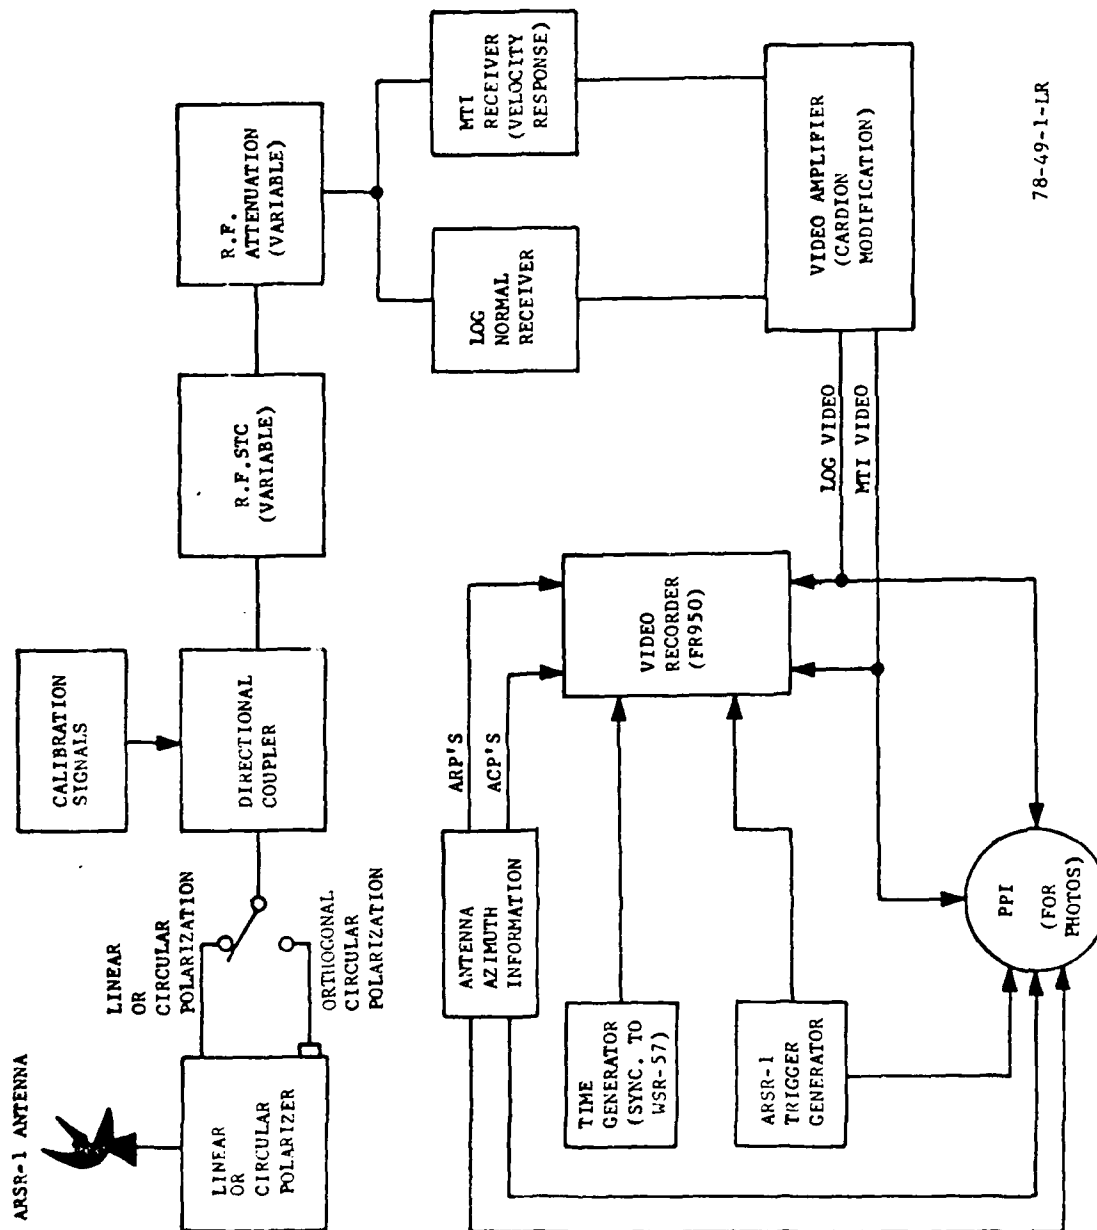 ARSR-1 ANTENNA
LINEAR
OR
CIRCULAR
POLARIZER
LINEAR
OR
CIRCULAR
POLARIZATION
ORTHOGONAL
CIRCULAR
POLARIZATION
CALIBRATION
SIGNALS
DIRECTIONAL
COUPLER
R.F.STC
(VARIABLE)
R.F.
ATTENUATION
(VARIABLE)
LOG
NORMAL
RECEIVER
MTI
RECEIVER
(VELOCITY
RESPONSE)
VIDEO AMPLIFIER
(CARDION
MODIFICATION)
LOG VIDEO
MTI VIDEO
ANTENNA
AZIMUTH
INFORMATION
ARP'S
ACP'S
VIDEO
RECORDER
(FR950)
TIME
GENERATOR
(SYNC. TO
WSR-57)
ARSR-1
TRIGGER
GENERATOR
PPI
(FOR
PHOTOS)
78-49-1-LR